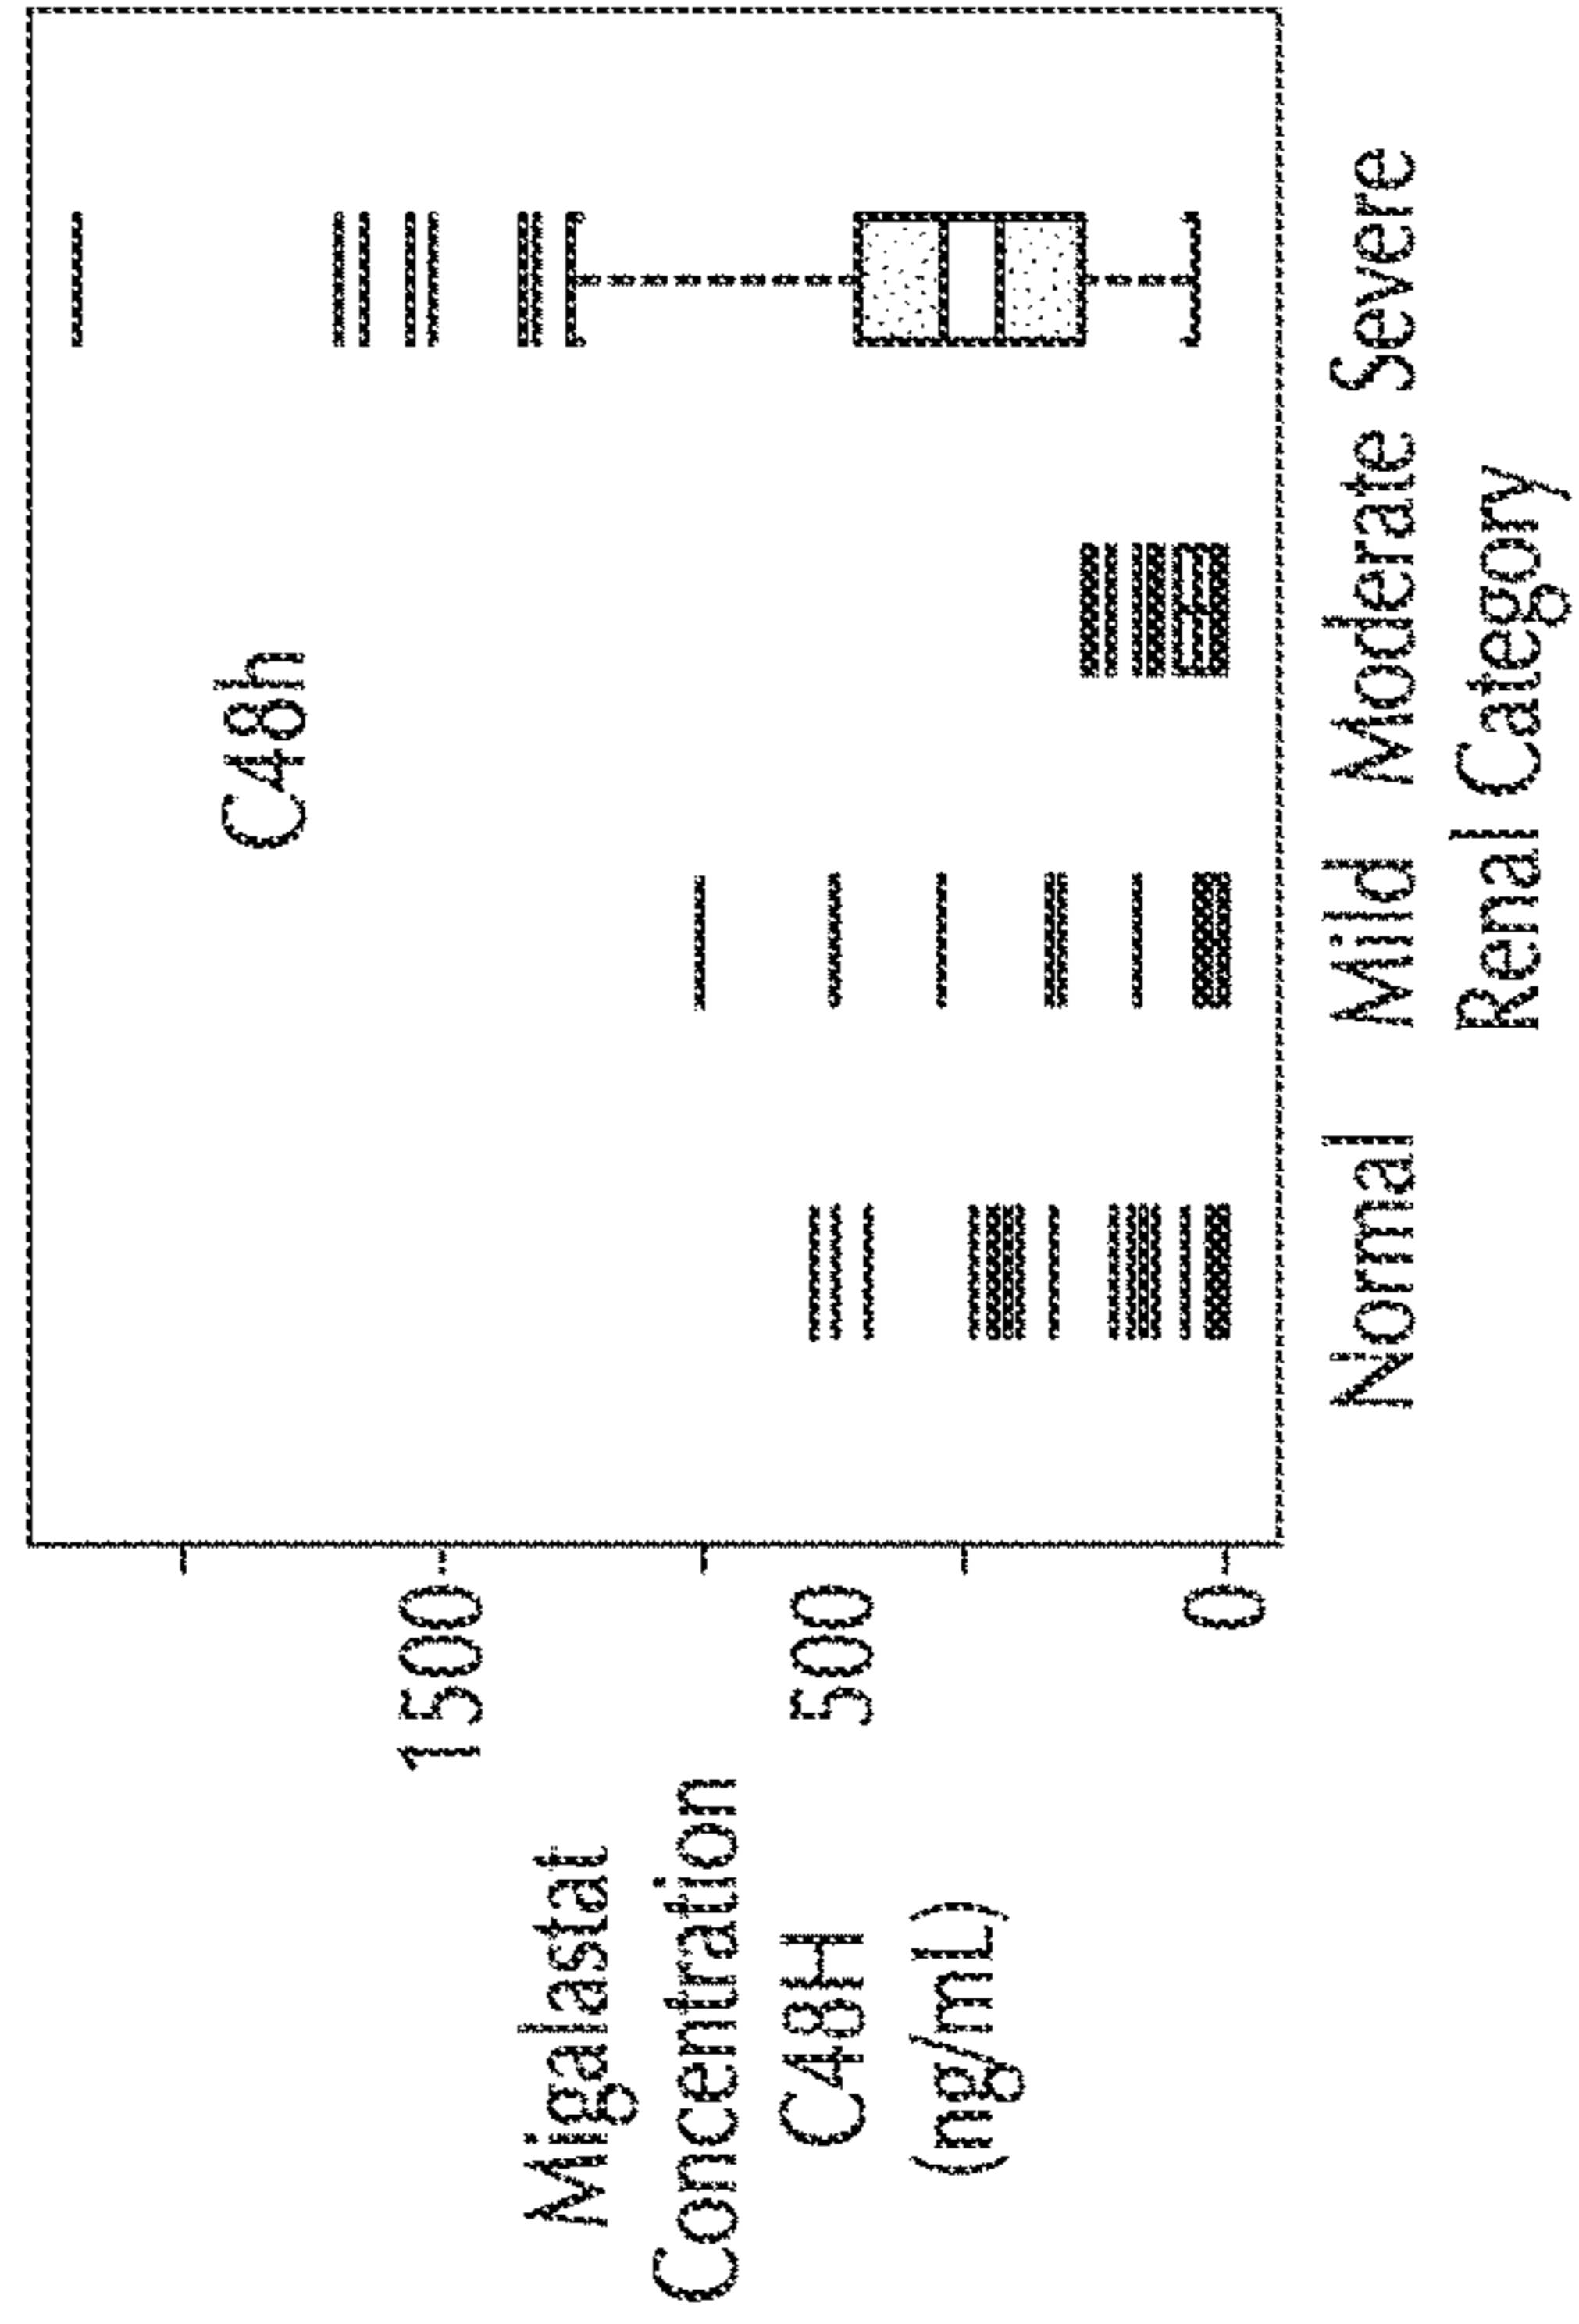 C48h
Migalastat
Concentration
C48H
(ng/mL)
1500
500
0
Normal Mild Moderate Severe
Renal Category